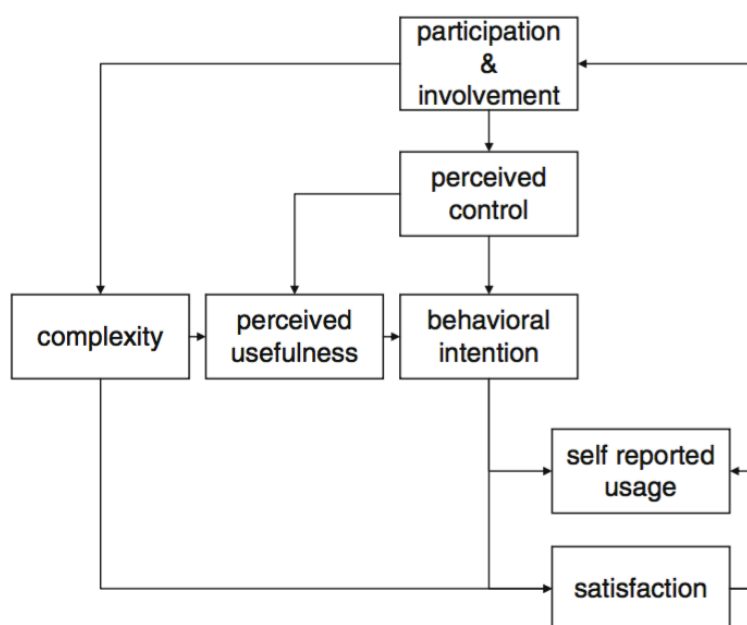 participation
&
involvement
perceived
control
complexity
perceived
usefulness
behavioral
intention
self reported
usage
satisfaction